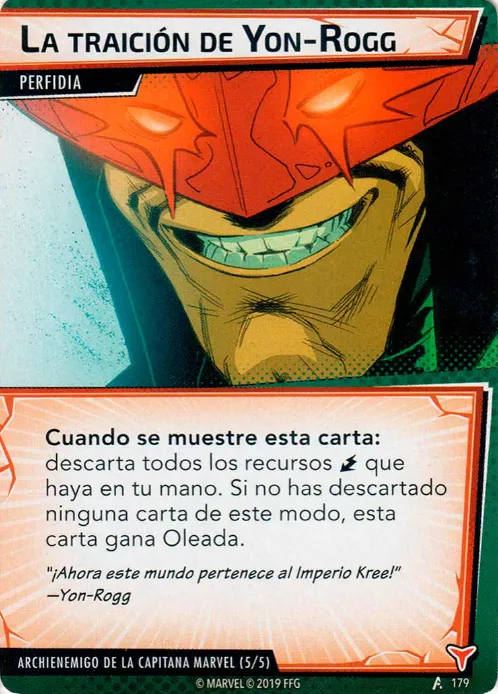 La traición de Yon-Rogg
PERFIDIA
Cuando se muestre esta carta:
descarta todos los recursos que
haya en tu mano. Si no has descartado
ninguna carta de este modo, esta
carta gana Oleada.
"¡Ahora este mundo pertenece al Imperio Kree!"
—Yon-Rogg
ARCHIENEMIGO DE LA CAPITANA MARVEL (5/5)
© MARVEL © 2019 FFG
179